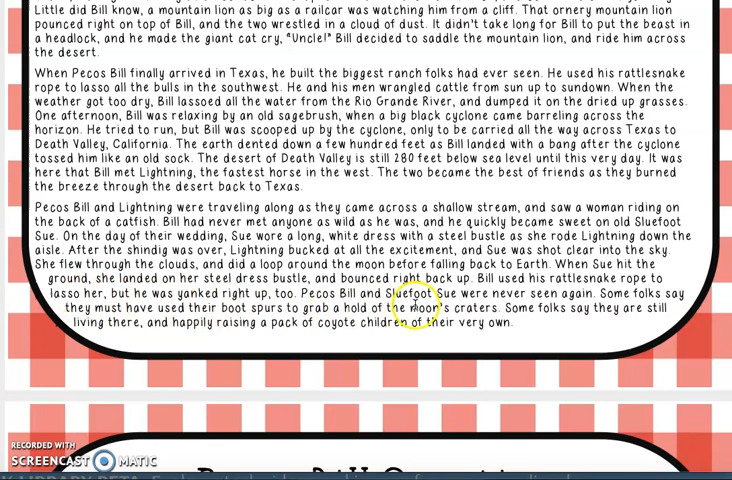 Little did Bill know, a mountain lion as big as a railcar was watching him from a cliff. That ornery mountain lion
pounced right on top of Bill, and the two wrestled in a cloud of dust. It didn't take long for Bill to put the beast in
a headlock, and he made the giant cat cry, "Uncle!" Bill decided to saddle the mountain lion, and ride him across
the desert.
When Pecos Bill finally arrived in Texas, he built the biggest ranch folks had ever seen. He used his rattlesnake
rope to lasso all the bulls in the southwest. He and his men wrangled cattle from sun up to sundown. When the
weather got too dry, Bill lassoed all the water from the Rio Grande River, and dumped it on the dried up grasses.
One afternoon, Bill was relaxing by an old sagebrush, when a big black cyclone came barreling across the
horizon. He tried to run, but Bill was scooped up by the cyclone, only to be carried all the way across Texas to
Death Valley, California. The earth dented down a few hundred feet as Bill landed with a bang after the cyclone
tossed him like an old sock. The desert of Death Valley is still 280 feet below sea level until this very day. It was
here that Bill met Lightning, the fastest horse in the west. The two became the best of friends as they burned
the breeze through the desert back to Texas.
Pecos Bill and Lightning were traveling along as they came across a shallow stream, and saw a woman riding on
the back of a catfish. Bill had never met anyone as wild as he was, and he quickly became sweet on old Sluefoot
Sue. On the day of their wedding, Sue wore a long, white dress with a steel bustle as she rode Lightning down the
aisle. After the shindig was over, Lightning bucked at all the excitement, and Sue was shot clear into the sky.
She flew through the clouds, and did a loop around the moon before falling back to Earth. When Sue hit the
ground, she landed on her steel dress bustle, and bounced right back up. Bill used his rattlesnake rope to
lasso her, but he was yanked right up, too. Pecos Bill and Sluefoot Sue were never seen again. Some folks say
they must have used their boot spurs to grab a hold of the moon's craters. Some folks say they are still
living there, and happily raising a pack of coyote children of their very own.
RECORDED WITH
SCREENCAST MATIC